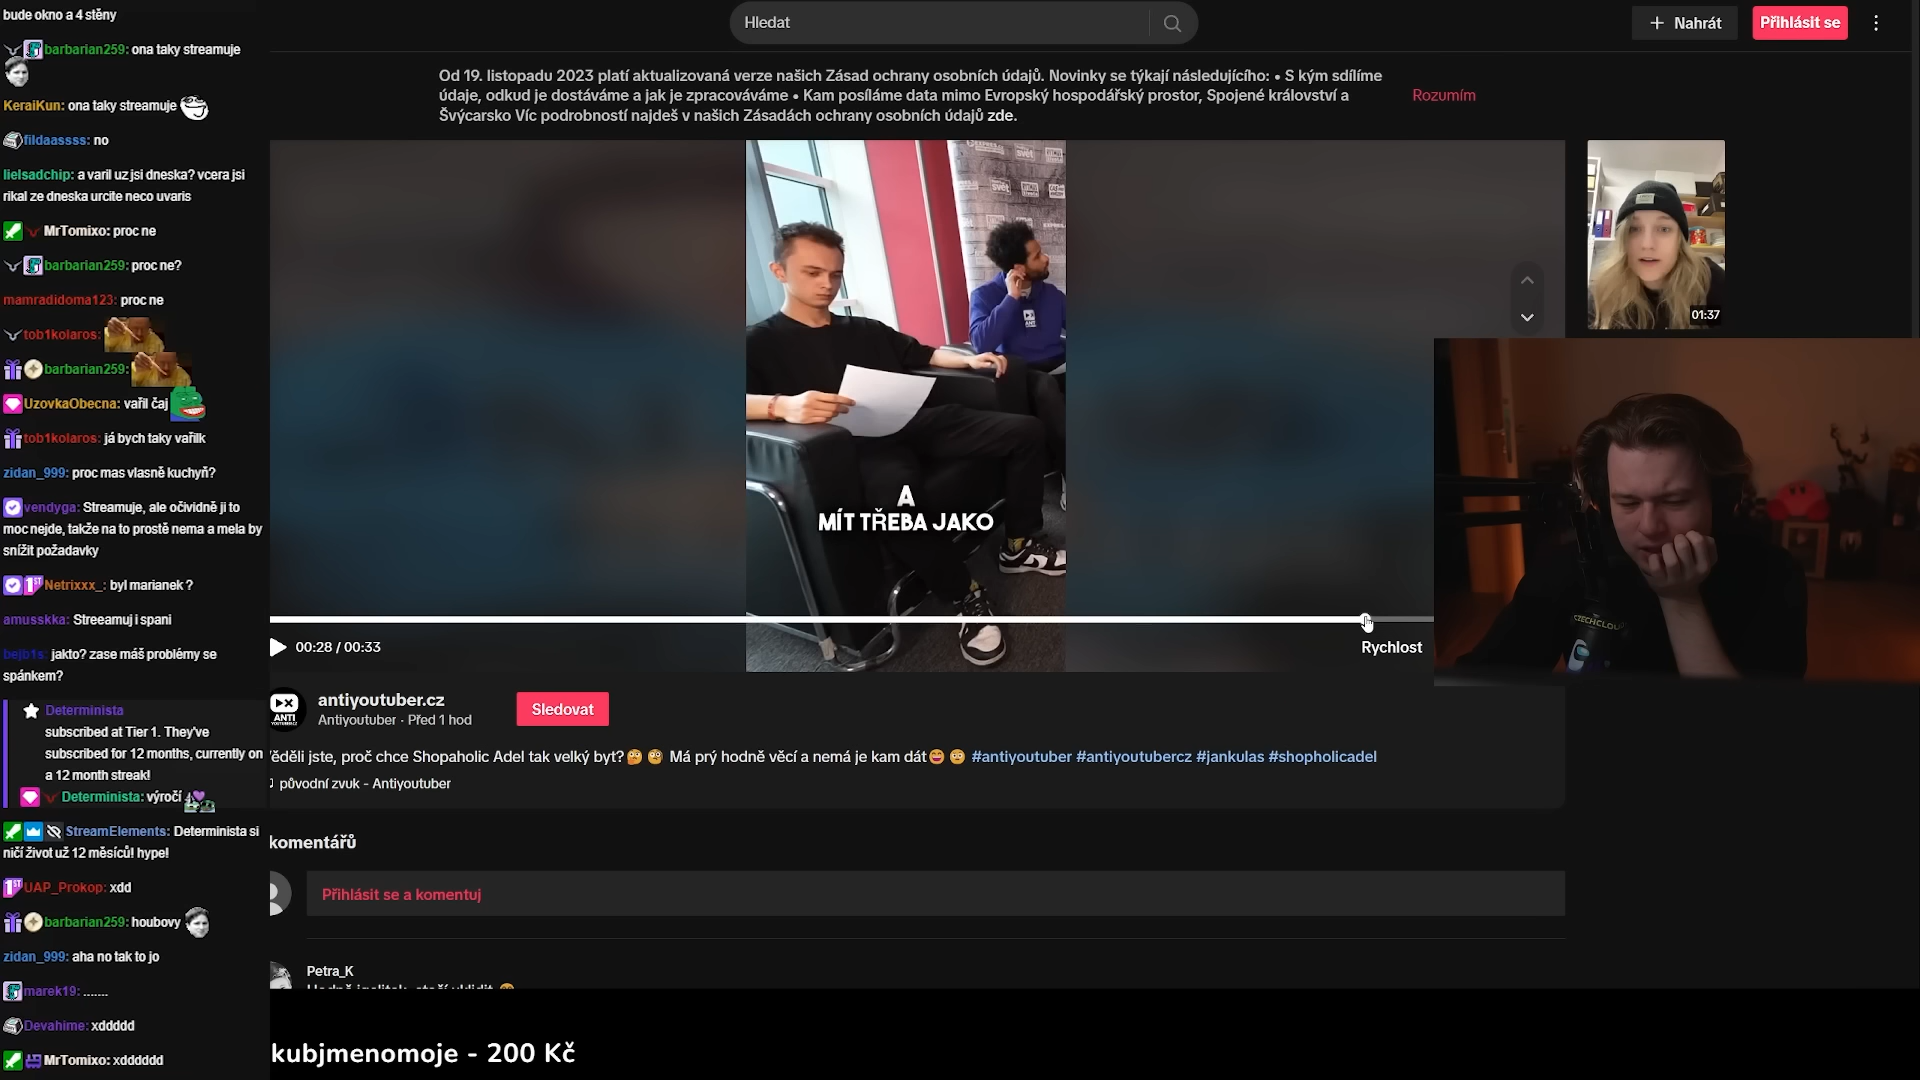 bude okno a 4 stěny
barbarian259: ona taky streamuje
KeraiKun: ona taky streamuje
fildaassss: no
lielsadchip: a varil uz jsi dneska? vcera jsi
rikal ze dneska urcite neco uvaris
MrTomixo: proc ne
barbarian259: proc ne?
mamradidoma123: proc ne
tob1kolaros:
barbarian259:
UzovkaObecna: vařil čaj
tob1kolaros: já bych taky vařilk
zidan_999: proc mas vlasně kuchyň?
vendyga: Streamuje, ale očividně ji to
moc nejde, takže na to prostě nema a mela by
snížit požadavky
Netrixxx_: byl marianek ?
amusskka: Streeamuj i spani
bejb1s: jakto? zase máš problémy se
spánkem?
Determinista
subscribed at Tier 1. They've
subscribed for 12 months, currently on
a 12 month streak!
Determinista: výročí
StreamElements: Determinista si
ničí život už 12 měsíců! hype!
UAP_Prokop: xdd
barbarian259: houbovy
zidan_999: aha no tak to jo
marek19: .......
Devahime: xddddd
MrTomixo: xdddddd
Hledat
Nahrát
Přihlásit se
Od 19. listopadu 2023 platí aktualizovaná verze našich Zásad ochrany osobních údajů. Novinky se týkají následujícího: • S kým sdílíme
údaje, odkud je dostáváme a jak je zpracováváme • Kam posíláme data mimo Evropský hospodářský prostor, Spojené království a
Švýcarsko Víc podrobností najdeš v našich Zásadách ochrany osobních údajů zde.
Rozumím
A
MÍT TŘEBA JAKO
01:37
00:28 / 00:33
Rychlost
antiyoutuber.cz
Antiyoutuber · Před 1 hod
Sledovat
ěděli jste, proč chce Shopaholic Adel tak velký byt? Má prý hodně věcí a nemá je kam dát #antiyoutuber #antiyoutubercz #jankulas #shopholicadel
původní zvuk - Antiyoutuber
komentářů
Přihlásit se a komentuj
Petra_K
kubjmenomoje - 200 Kč